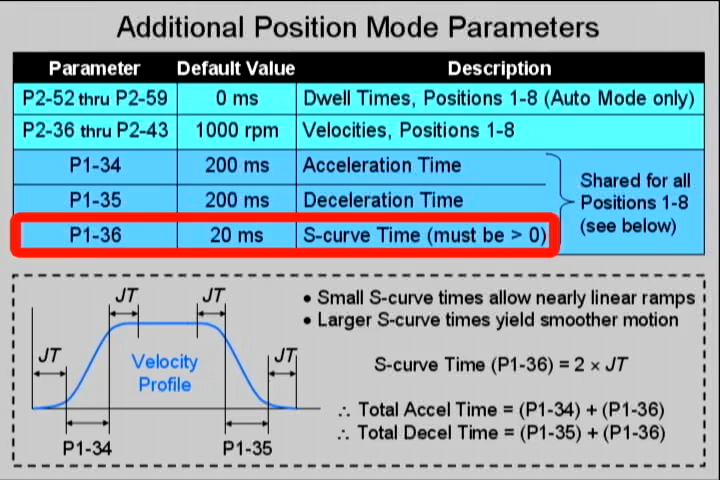 Additional Position Mode Parameters
Parameter Default Value Description
P2-52 thru P2-59 0 ms Dwell Times, Positions 1-8 (Auto Mode only)
P2-36 thru P2-43 1000 rpm Velocities, Positions 1-8
P1-34 200 ms Acceleration Time
P1-35 200 ms Deceleration Time
P1-36 20 ms S-curve Time (must be > 0)
Shared for all
Positions 1-8
(see below)
JT JT
JT JT
Velocity
Profile
P1-34 P1-35
• Small S-curve times allow nearly linear ramps
• Larger S-curve times yield smoother motion
S-curve Time (P1-36) = 2 × JT
∴ Total Accel Time = (P1-34) + (P1-36)
∴ Total Decel Time = (P1-35) + (P1-36)